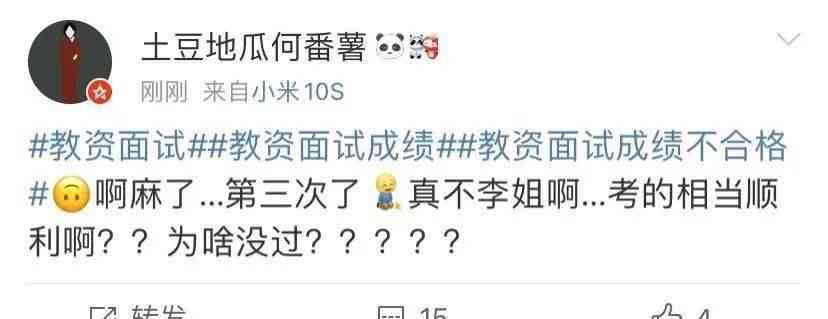 土豆地瓜何番薯🐼
刚刚 来自小米10S
#教资面试##教资面试成绩##教资面试成绩不合格
#🙃啊麻了...第三次了 真不李姐啊...考的相当顺
利啊？？为啥没过？？？？？
转发 15 4